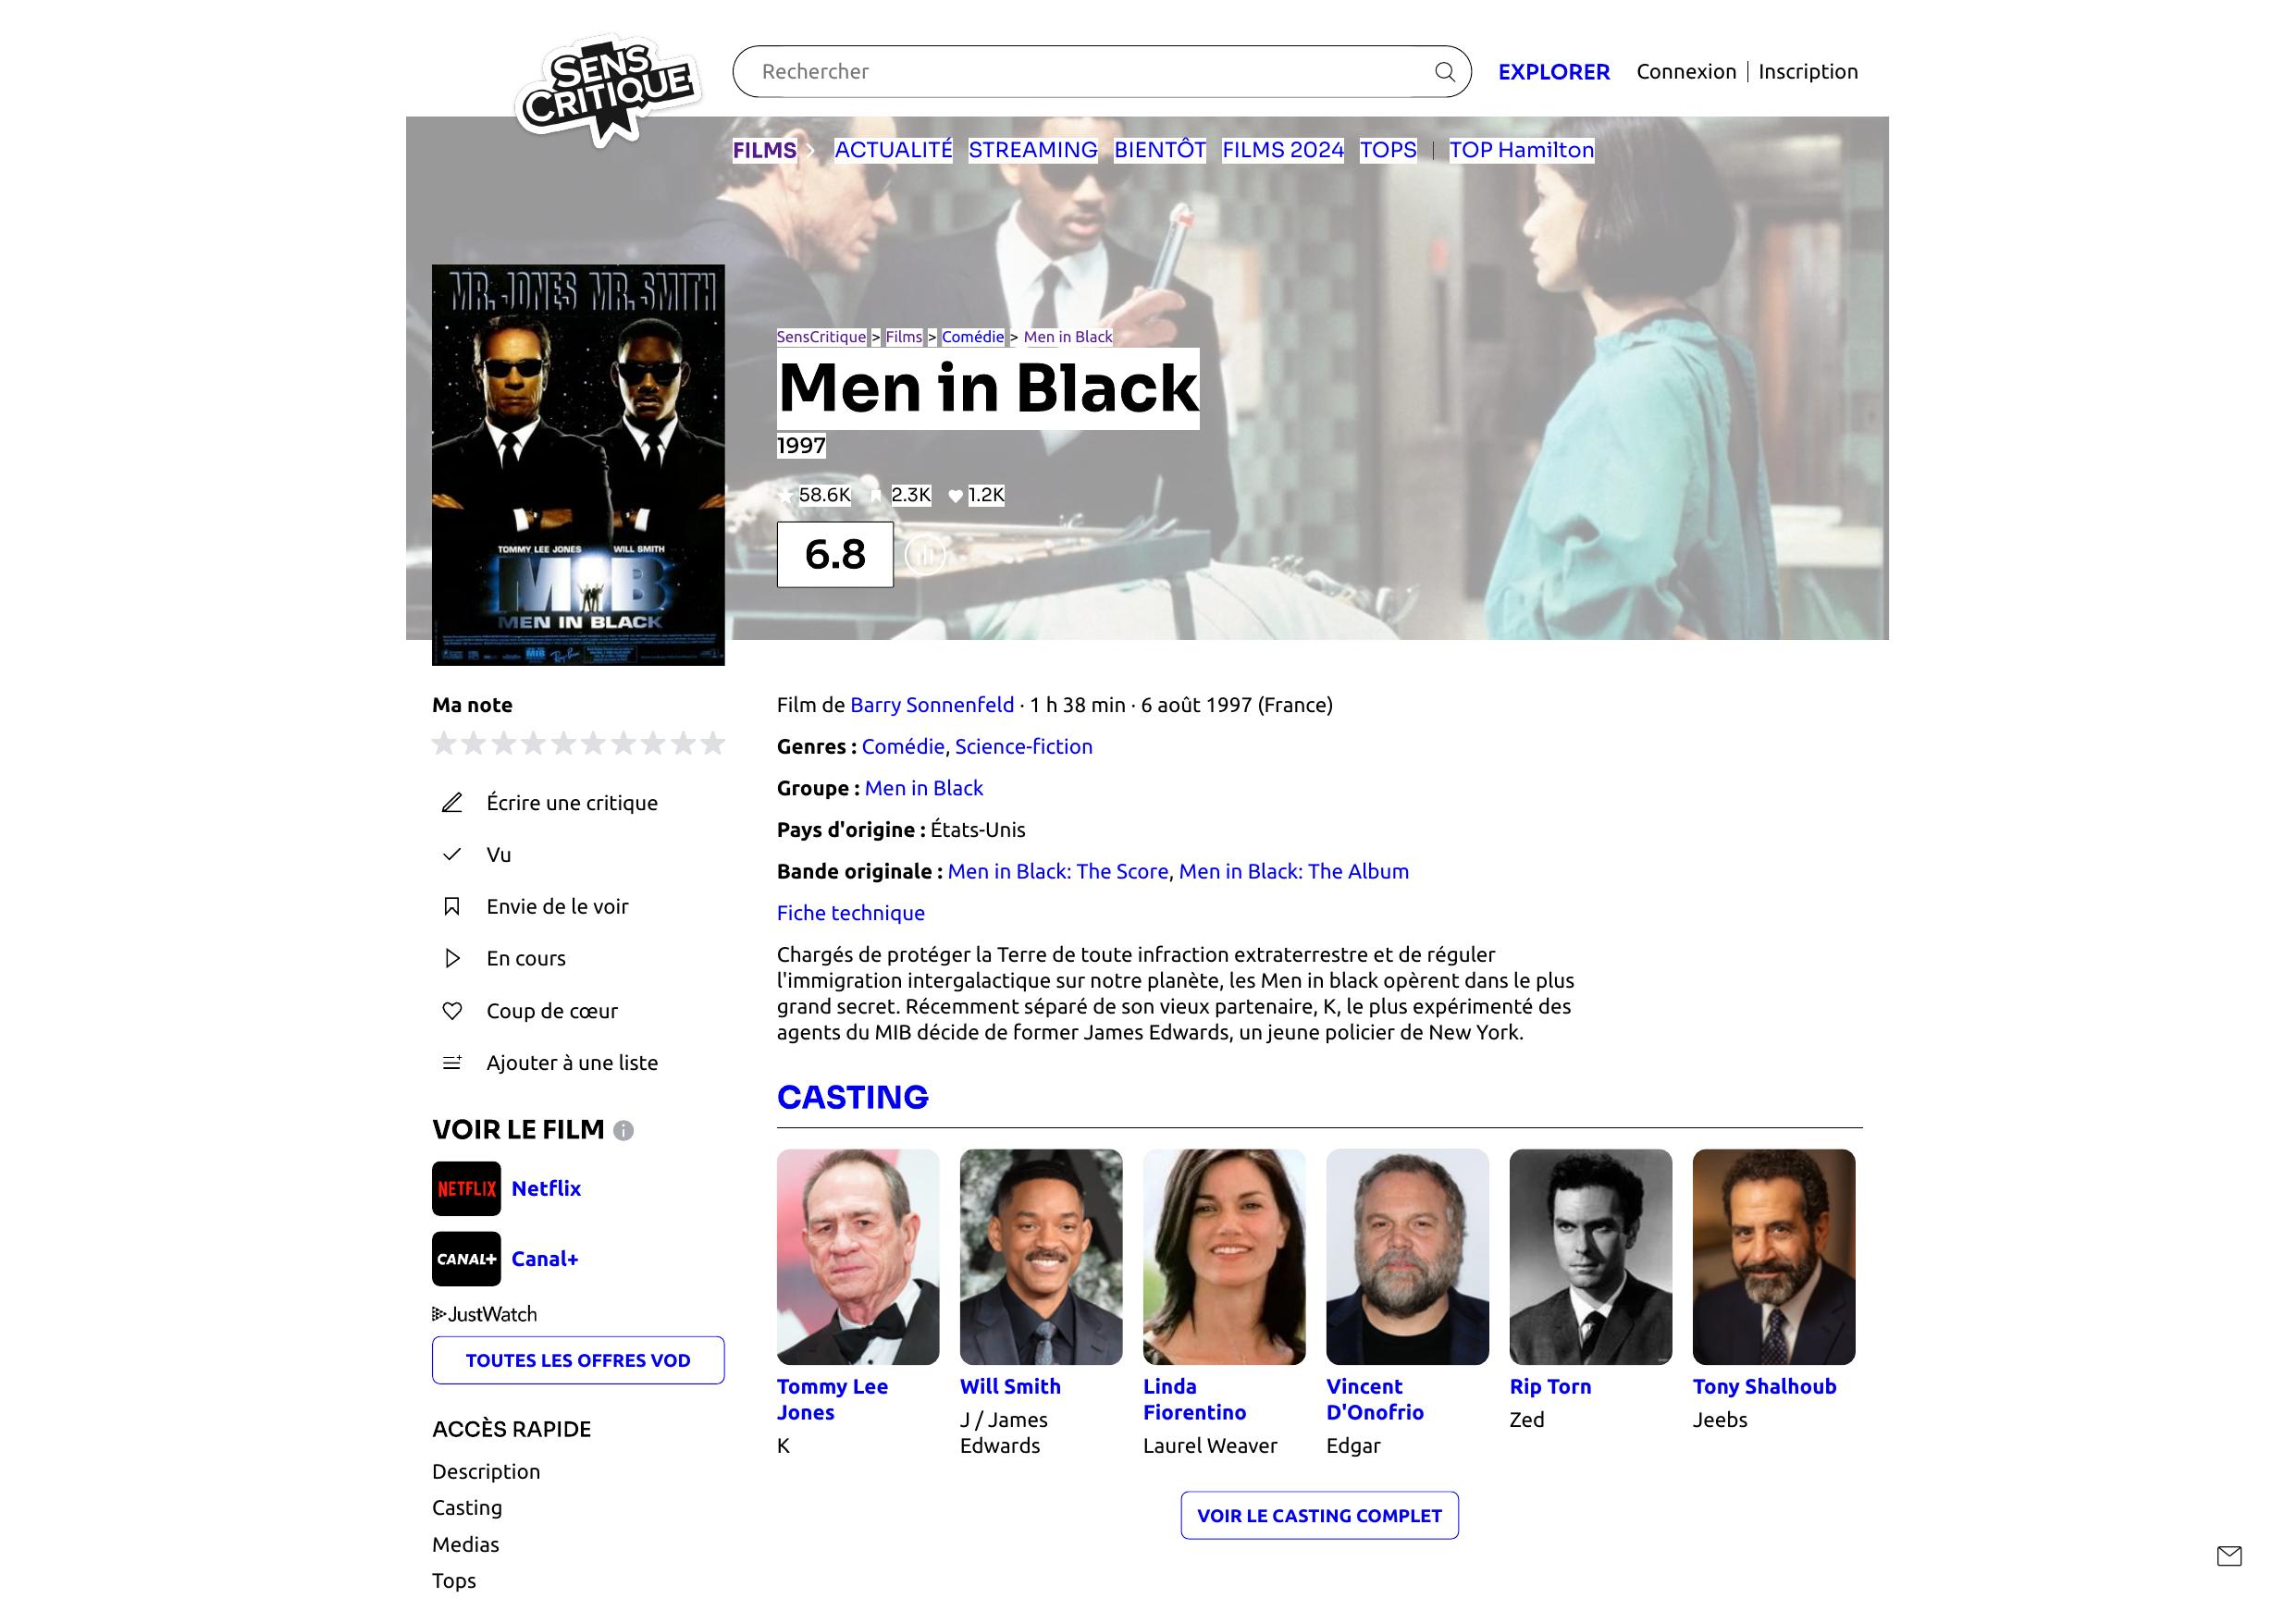 SENS
CRITIQUE
Rechercher
EXPLORER
Connexion | Inscription
FILMS > ACTUALITÉ STREAMING BIENTÔT FILMS 2024 TOPS | TOP Hamilton
MR. JONES MR. SMITH
TOMMY LEE JONES WILL SMITH
MIB
MEN IN BLACK
SensCritique > Films > Comédie > Men in Black
Men in Black
1997
58.6K 2.3K 1.2K
6.8
Ma note
Écrire une critique
Vu
Envie de le voir
En cours
Coup de cœur
Ajouter à une liste
VOIR LE FILM
NETFLIX Netflix
CANAL+ Canal+
JustWatch
TOUTES LES OFFRES VOD
ACCÈS RAPIDE
Description
Casting
Medias
Tops
Film de Barry Sonnenfeld · 1 h 38 min · 6 août 1997 (France)
Genres : Comédie, Science-fiction
Groupe : Men in Black
Pays d'origine : États-Unis
Bande originale : Men in Black: The Score, Men in Black: The Album
Fiche technique
Chargés de protéger la Terre de toute infraction extraterrestre et de réguler
l'immigration intergalactique sur notre planète, les Men in black opèrent dans le plus
grand secret. Récemment séparé de son vieux partenaire, K, le plus expérimenté des
agents du MIB décide de former James Edwards, un jeune policier de New York.
CASTING
Tommy Lee
Jones
K
Will Smith
J / James
Edwards
Linda
Fiorentino
Laurel Weaver
Vincent
D'Onofrio
Edgar
Rip Torn
Zed
Tony Shalhoub
Jeebs
VOIR LE CASTING COMPLET